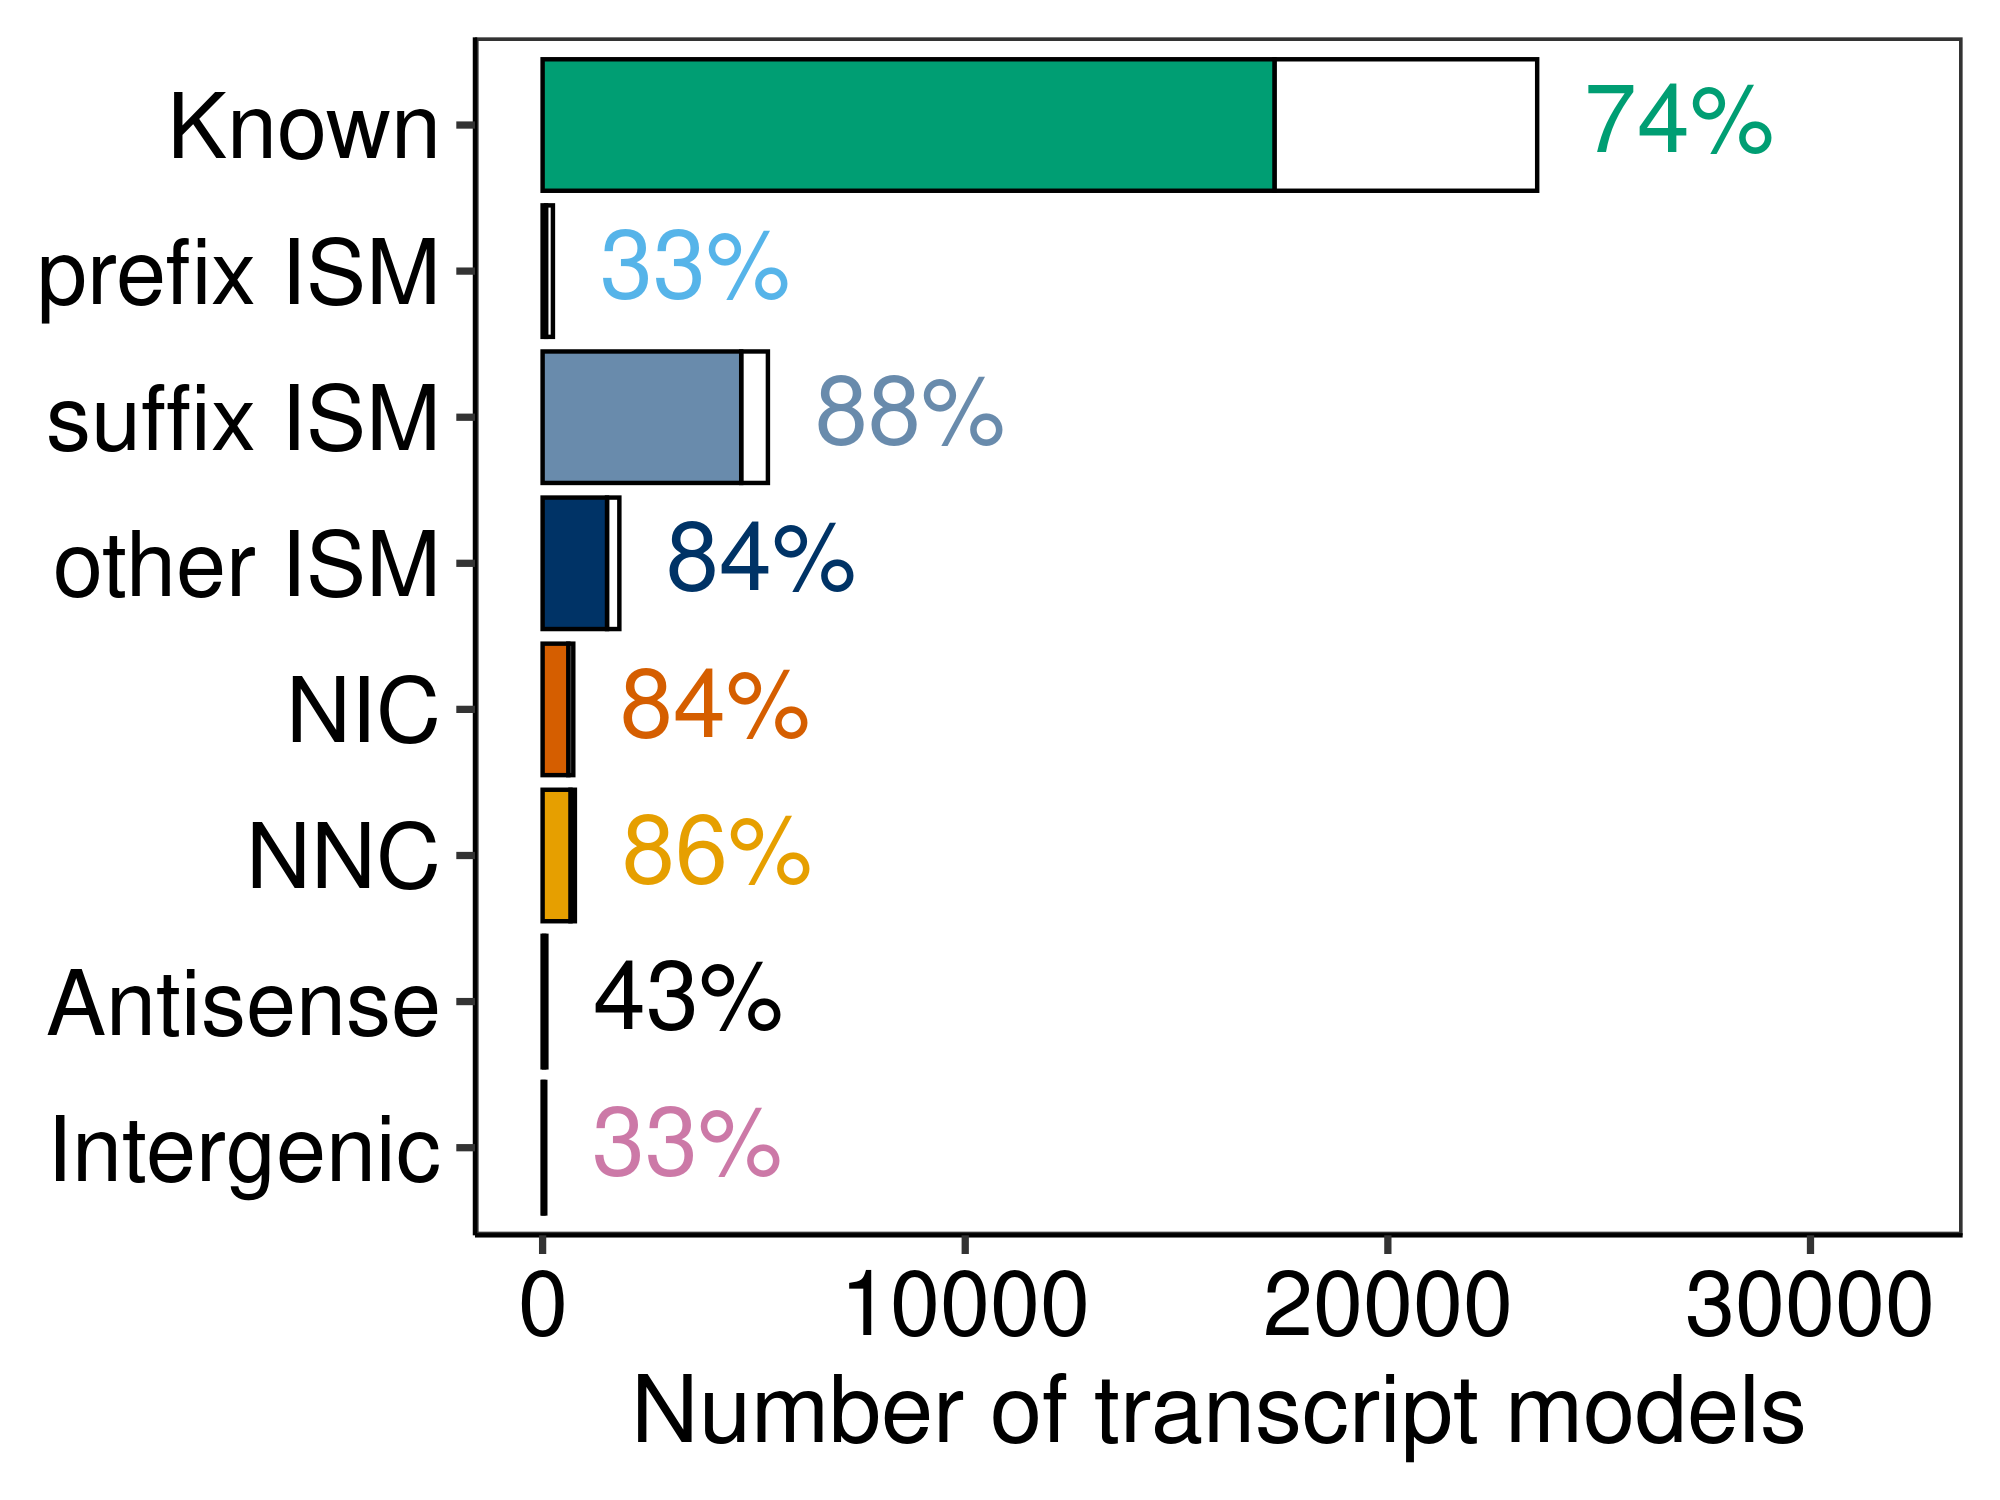 Known 74%
prefix ISM 33%
suffix ISM 88%
other ISM 84%
NIC 84%
NNC 86%
Antisense 43%
Intergenic 33%
0 10000 20000 30000
Number of transcript models